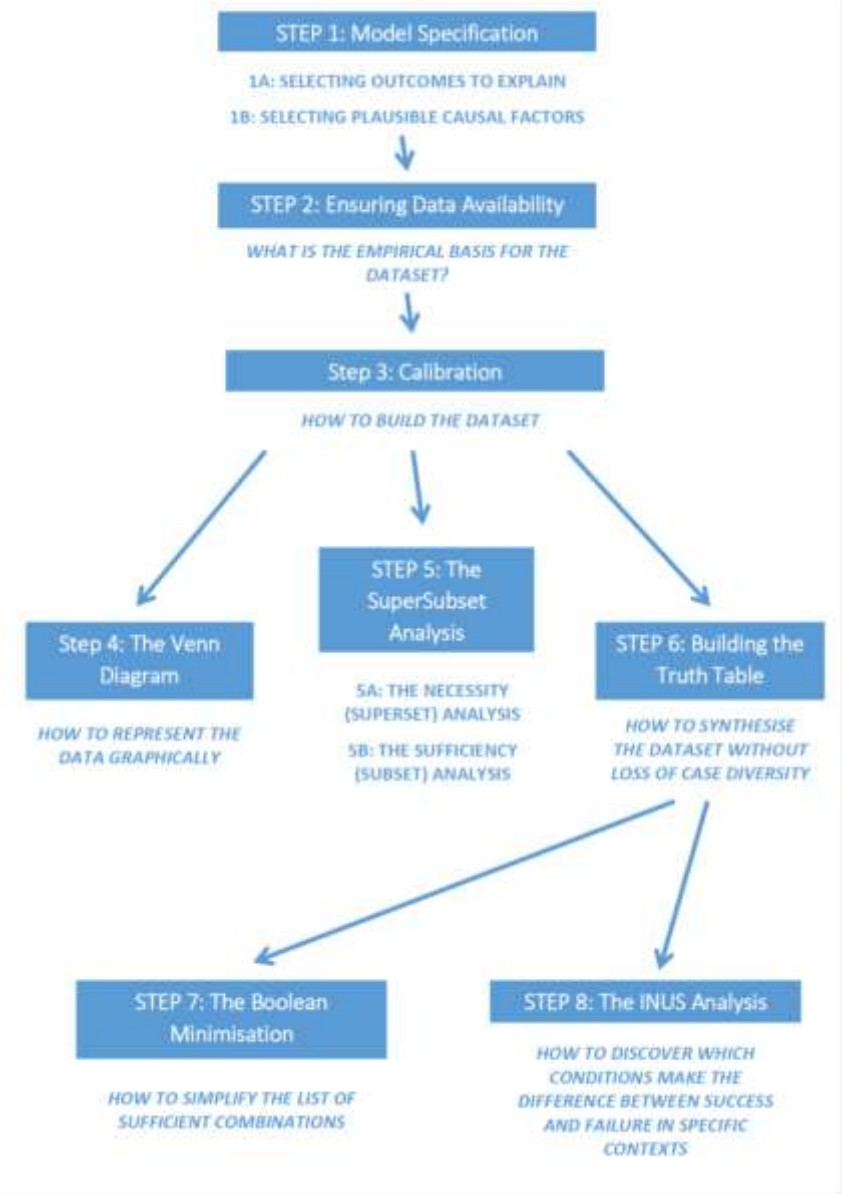 STEP 1: Model Specification
1A: SELECTING OUTCOMES TO EXPLAIN
1B: SELECTING PLAUSIBLE CAUSAL FACTORS
STEP 2: Ensuring Data Availability
WHAT IS THE EMPIRICAL BASIS FOR THE
DATASET?
Step 3: Calibration
HOW TO BUILD THE DATASET
Step 4: The Venn
Diagram
HOW TO REPRESENT THE
DATA GRAPHICALLY
STEP 5: The
SuperSubset
Analysis
5A: THE NECESSITY
(SUPERSET) ANALYSIS
5B: THE SUFFICIENCY
(SUBSET) ANALYSIS
STEP 6: Building the
Truth Table
HOW TO SYNTHESISE
THE DATASET WITHOUT
LOSS OF CASE DIVERSITY
STEP 7: The Boolean
Minimisation
HOW TO SIMPLIFY THE LIST OF
SUFFICIENT COMBINATIONS
STEP 8: The INUS Analysis
HOW TO DISCOVER WHICH
CONDITIONS MAKE THE
DIFFERENCE BETWEEN SUCCESS
AND FAILURE IN SPECIFIC
CONTEXTS